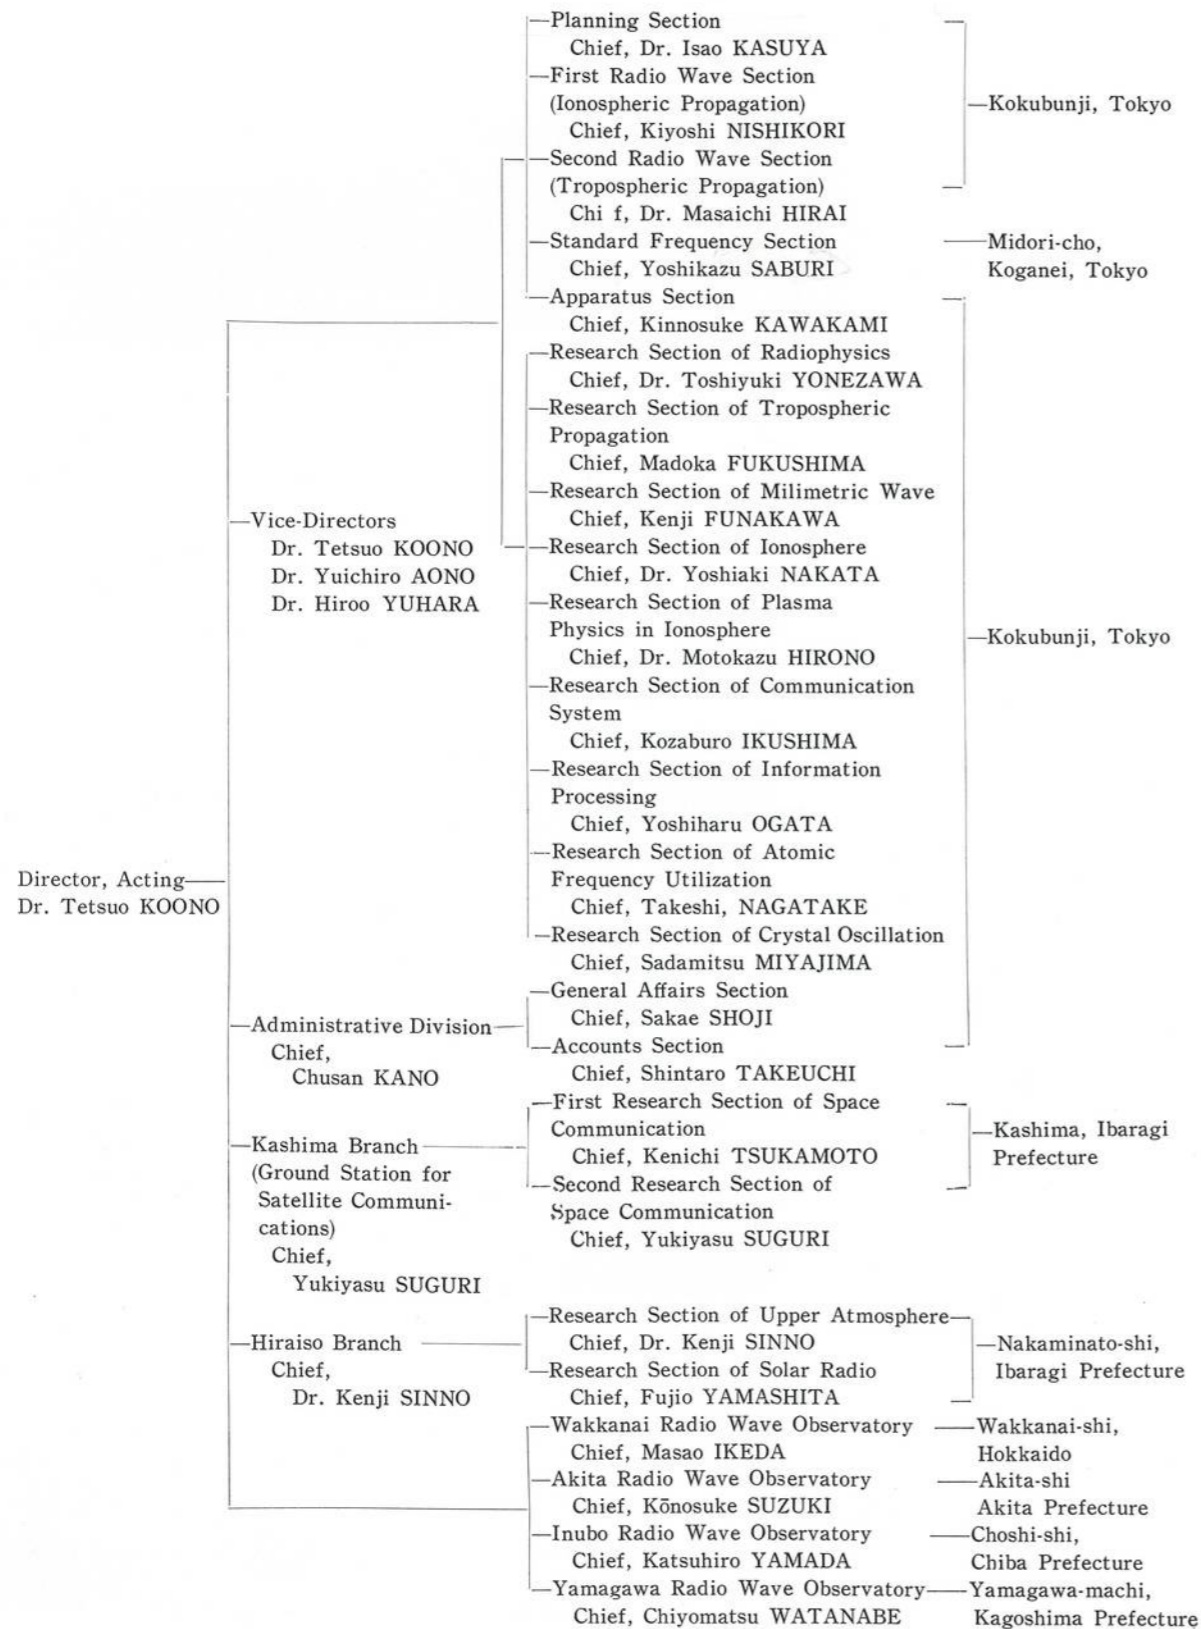 Planning Section
Chief, Dr. Isao KASUYA
First Radio Wave Section
(Ionospheric Propagation)
Chief, Kiyoshi NISHIKORI
Kokubunji, Tokyo
Second Radio Wave Section
(Tropospheric Propagation)
Chi f, Dr. Masaichi HIRAI
Standard Frequency Section
Chief, Yoshikazu SABURI
Midori-cho,
Koganei, Tokyo
Apparatus Section
Chief, Kinnosuke KAWAKAMI
Research Section of Radiophysics
Chief, Dr. Toshiyuki YONEZAWA
Research Section of Tropospheric
Propagation
Chief, Madoka FUKUSHIMA
Research Section of Milimetric Wave
Chief, Kenji FUNAKAWA
Vice-Directors
Dr. Tetsuo KOONO
Dr. Yuichiro AONO
Dr. Hiroo YUHARA
Research Section of Ionosphere
Chief, Dr. Yoshiaki NAKATA
Research Section of Plasma
Physics in Ionosphere
Chief, Dr. Motokazu HIRONO
Kokubunji, Tokyo
Research Section of Communication
System
Chief, Kozaburo IKUSHIMA
Research Section of Information
Processing
Chief, Yoshiharu OGATA
Research Section of Atomic
Frequency Utilization
Chief, Takeshi, NAGATAKE
Director, Acting
Dr. Tetsuo KOONO
Research Section of Crystal Oscillation
Chief, Sadamitsu MIYAJIMA
Administrative Division
Chief,
Chusan KANO
General Affairs Section
Chief, Sakae SHOJI
Accounts Section
Chief, Shintaro TAKEUCHI
Kashima Branch
(Ground Station for
Satellite Communi-
cations)
Chief,
Yukiyasu SUGURI
First Research Section of Space
Communication
Chief, Kenichi TSUKAMOTO
Second Research Section of
Space Communication
Chief, Yukiyasu SUGURI
Kashima, Ibaragi
Prefecture
Hiraiso Branch
Chief,
Dr. Kenji SINNO
Research Section of Upper Atmosphere
Chief, Dr. Kenji SINNO
Research Section of Solar Radio
Chief, Fujio YAMASHITA
Nakaminato-shi,
Ibaragi Prefecture
Wakkanai Radio Wave Observatory
Chief, Masao IKEDA
Wakkanai-shi,
Hokkaido
Akita Radio Wave Observatory
Chief, Kōnosuke SUZUKI
Akita-shi
Akita Prefecture
Inubo Radio Wave Observatory
Chief, Katsuhiro YAMADA
Choshi-shi,
Chiba Prefecture
Yamagawa Radio Wave Observatory
Chief, Chiyomatsu WATANABE
Yamagawa-machi,
Kagoshima Prefecture